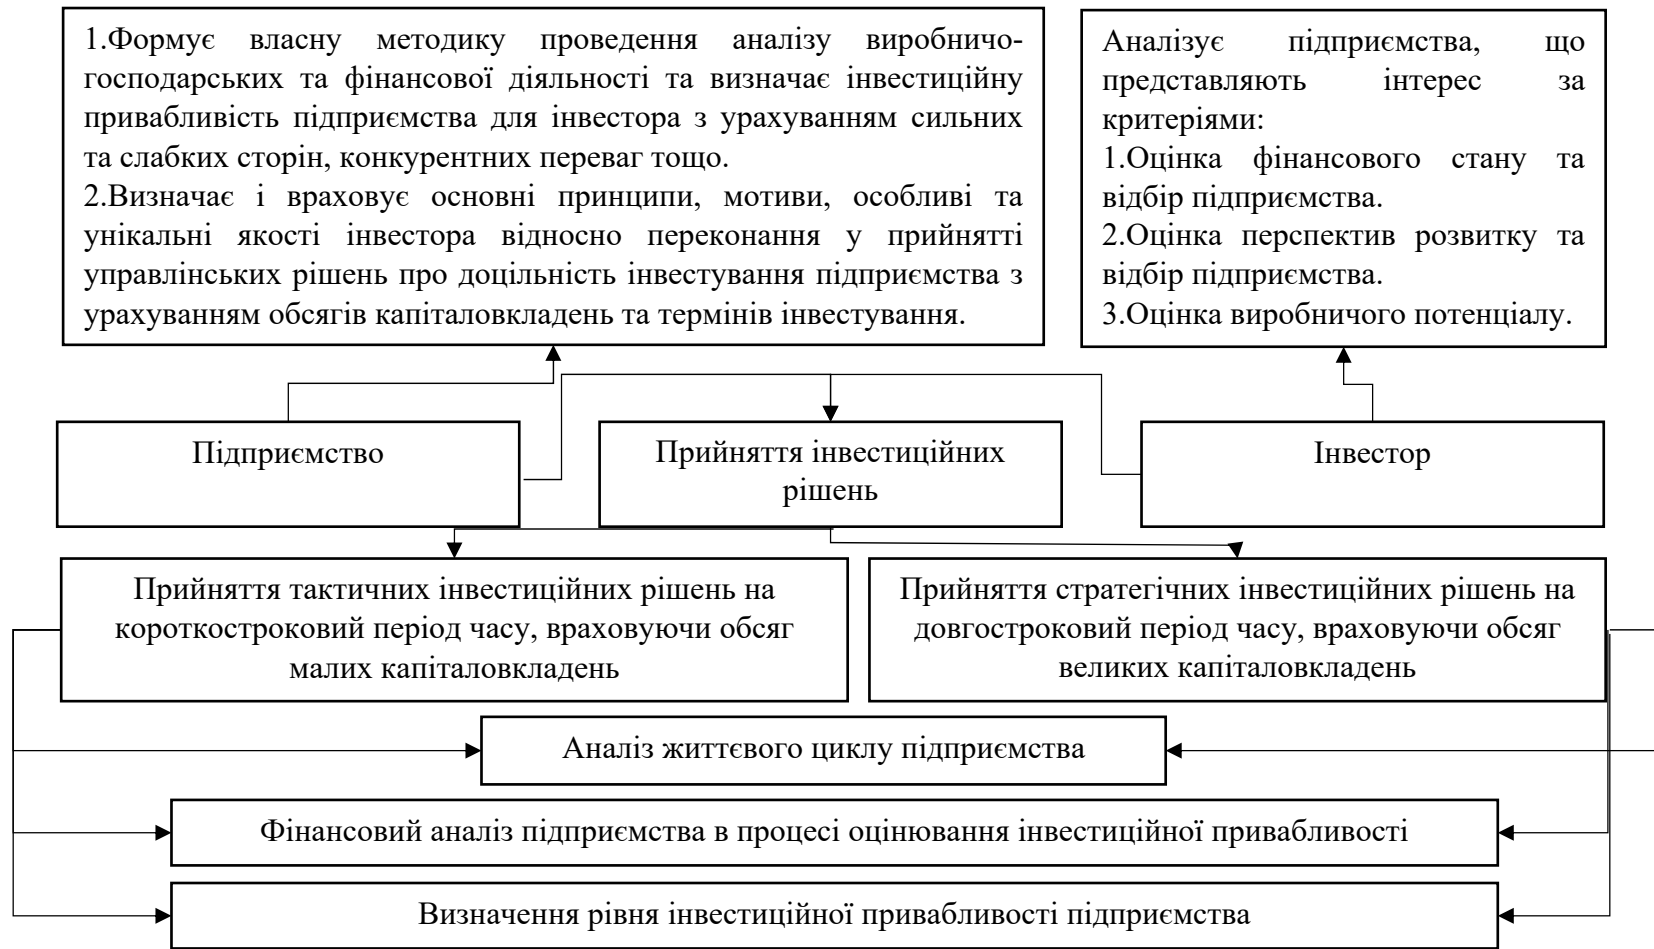 1.Формує власну методику проведення аналізу виробничо-
господарських та фінансової діяльності та визначає інвестиційну
привабливість підприємства для інвестора з урахуванням сильних
та слабких сторін, конкурентних переваг тощо.
2.Визначає і враховує основні принципи, мотиви, особливі та
унікальні якості інвестора відносно переконання у прийнятті
управлінських рішень про доцільність інвестування підприємства з
урахуванням обсягів капіталовкладень та термінів інвестування.
Аналізує підприємства, що
представляють інтерес за
критеріями:
1.Оцінка фінансового стану та
відбір підприємства.
2.Оцінка перспектив розвитку та
відбір підприємства.
3.Оцінка виробничого потенціалу.
Підприємство
Прийняття інвестиційних
рішень
Інвестор
Прийняття тактичних інвестиційних рішень на
короткостроковий період часу, враховуючи обсяг
малих капіталовкладень
Прийняття стратегічних інвестиційних рішень на
довгостроковий період часу, враховуючи обсяг
великих капіталовкладень
Аналіз життєвого циклу підприємства
Фінансовий аналіз підприємства в процесі оцінювання інвестиційної привабливості
Визначення рівня інвестиційної привабливості підприємства